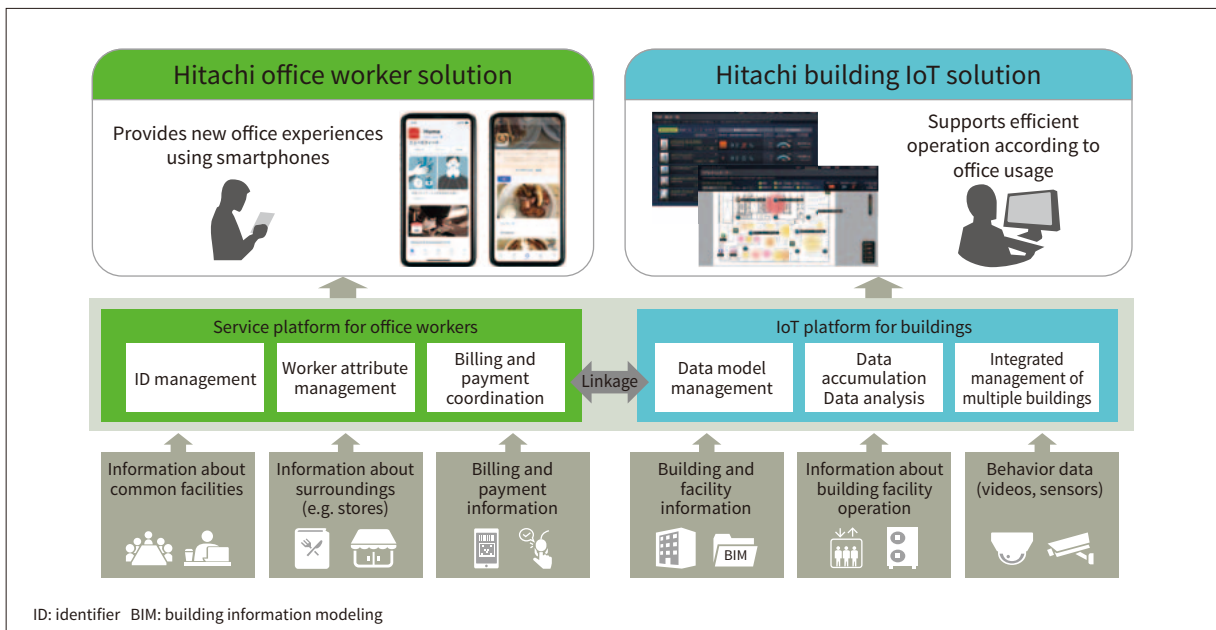 Hitachi office worker solution
Provides new office experiences
using smartphones
Home
Hitachi building IoT solution
Supports efficient
operation according to
office usage
Service platform for office workers
ID management
Worker attribute
management
Billing and
payment
coordination
Linkage
IoT platform for buildings
Data model
management
Data
accumulation
Data analysis
Integrated
management of
multiple buildings
Information about
common facilities
Information about
surroundings
(e.g. stores)
Billing and
payment
information
Building and
facility
information
BIM
Information about
building facility
operation
Behavior data
(videos, sensors)
ID: identifier BIM: building information modeling